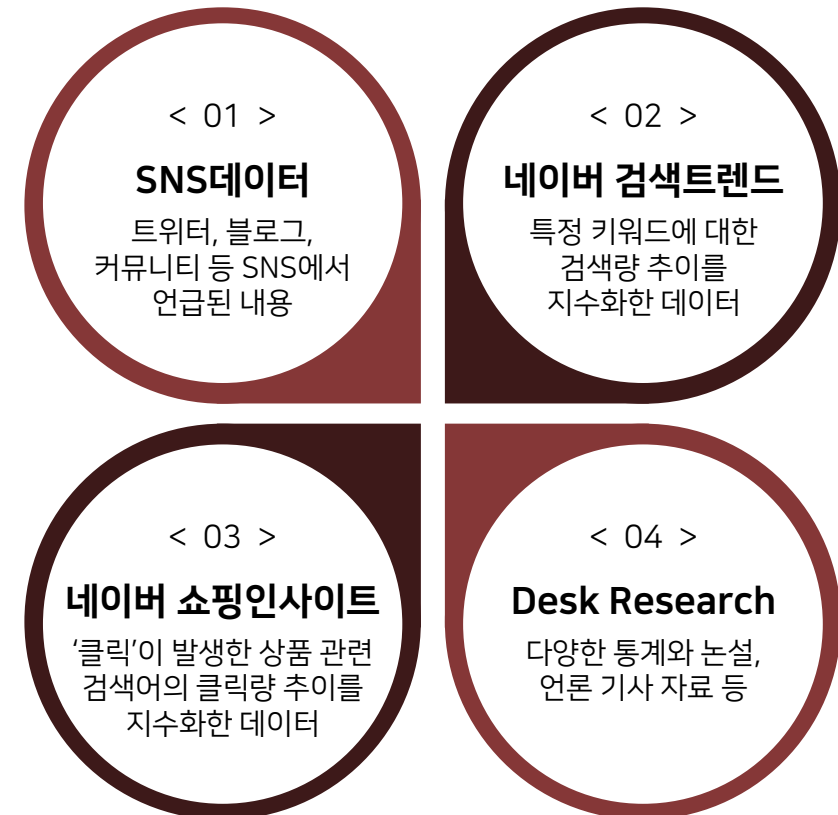 < 01 >
SNS데이터
트위터, 블로그,
커뮤니티 등 SNS에서
언급된 내용
< 02 >
네이버 검색트렌드
특정 키워드에 대한
검색량 추이를
지수화한 데이터
< 03 >
네이버 쇼핑인사이트
‘클릭’이 발생한 상품 관련
검색어의 클릭량 추이를
지수화한 데이터
< 04 >
Desk Research
다양한 통계와 논설,
언론 기사 자료 등